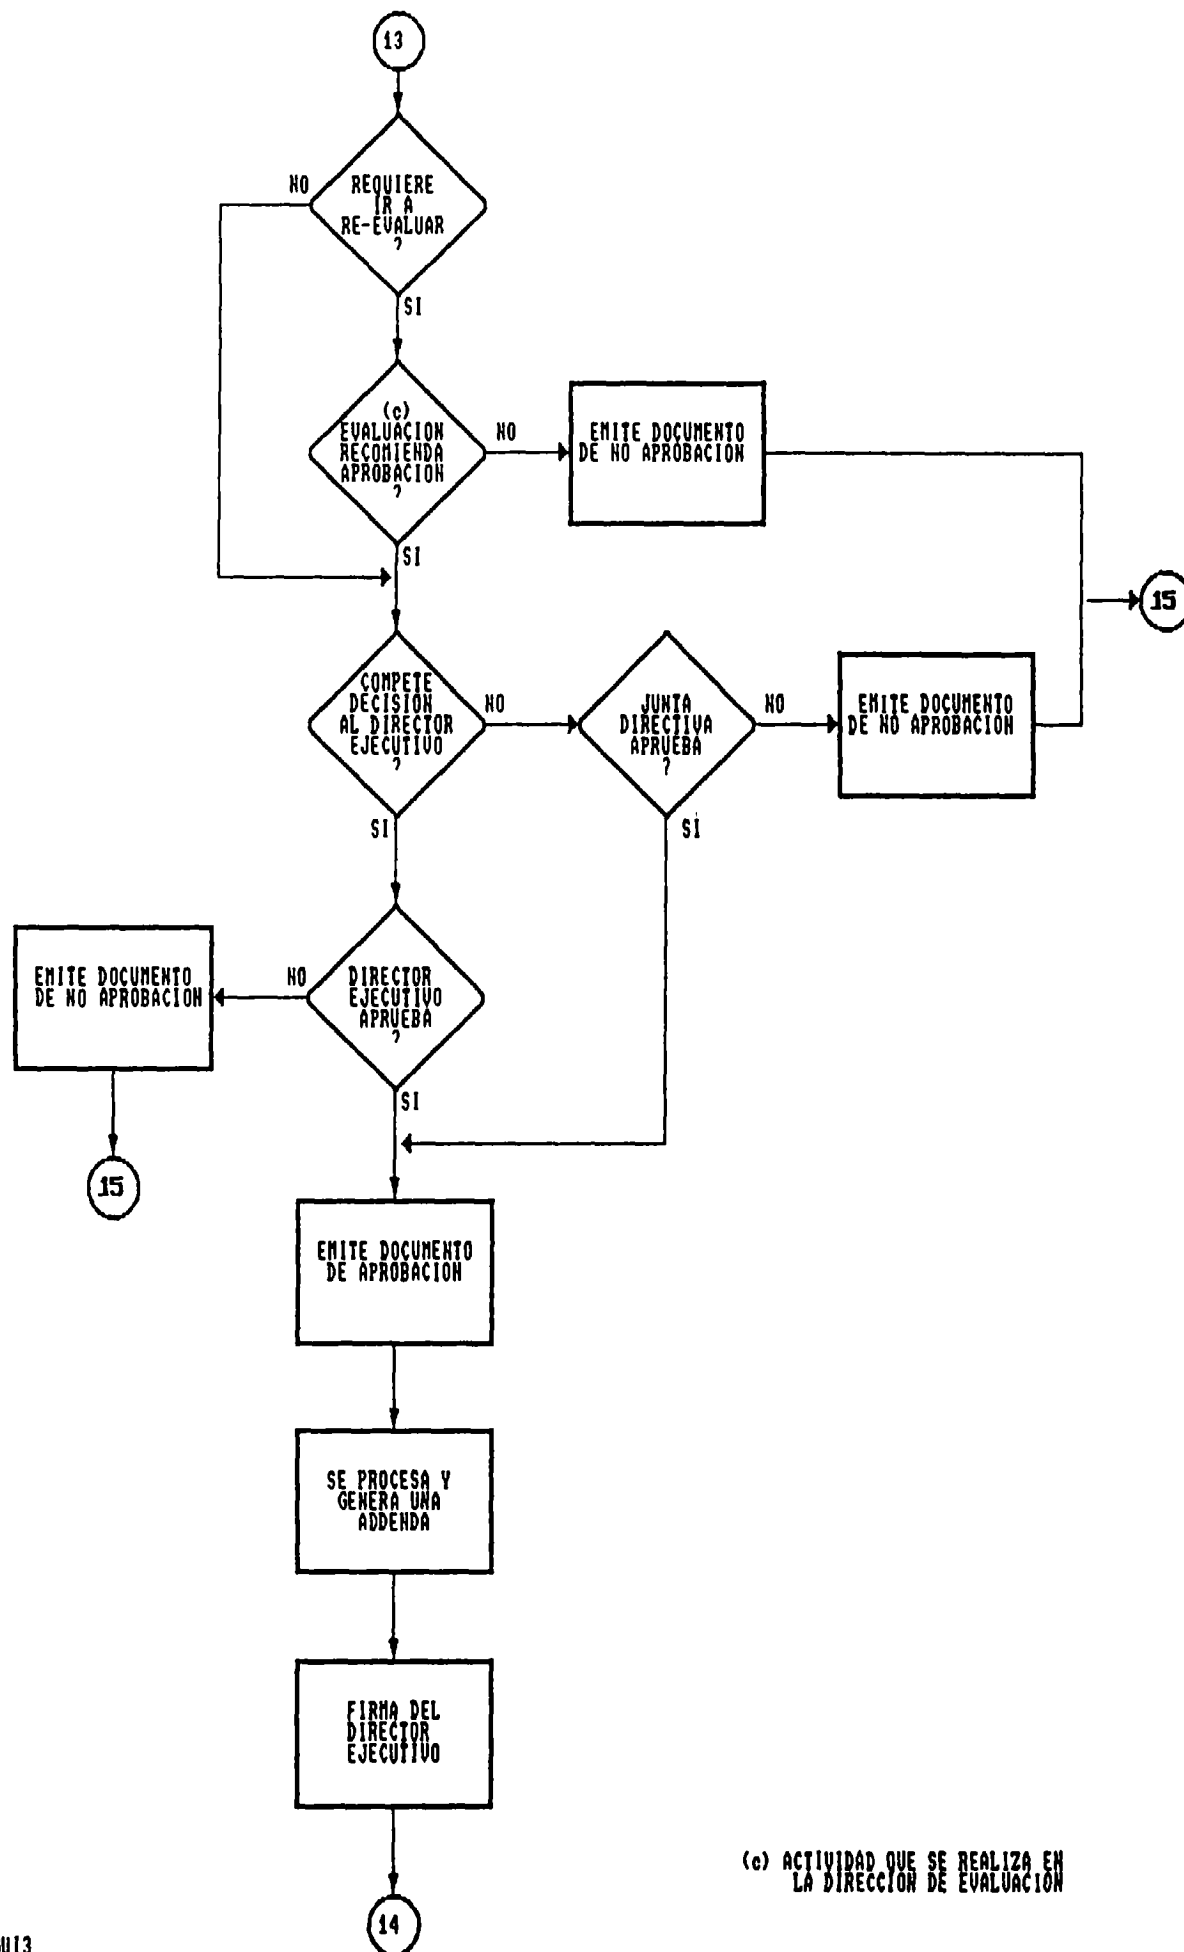 13
NO
REQUIERE
IR A
RE-EVALUAR
?
SI
(c)
EVALUACION
RECOMIENDA
APROBACION
?
NO
EMITE DOCUMENTO
DE NO APROBACION
SI
15
COMPETE
DECISION
AL DIRECTOR
EJECUTIVO
?
NO
JUNTA
DIRECTIVA
APRUEBA
?
NO
EMITE DOCUMENTO
DE NO APROBACION
SI
SI
EMITE DOCUMENTO
DE NO APROBACION
NO
DIRECTOR
EJECUTIVO
APRUEBA
?
SI
15
EMITE DOCUMENTO
DE APROBACION
SE PROCESA Y
GENERA UNA
ADDENDA
FIRMA DEL
DIRECTOR
EJECUTIVO
(c) ACTIVIDAD QUE SE REALIZA EN
LA DIRECCION DE EVALUACION
14